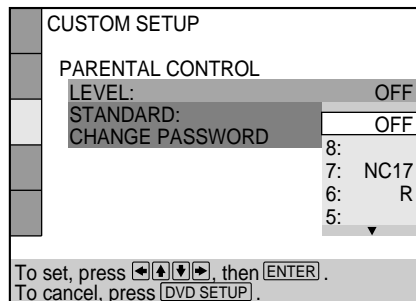 CUSTOM SETUP
PARENTAL CONTROL
LEVEL: OFF
STANDARD: OFF
CHANGE PASSWORD
8:
7: NC17
6: R
5:
To set, press , then ENTER .
To cancel, press DVD SETUP .